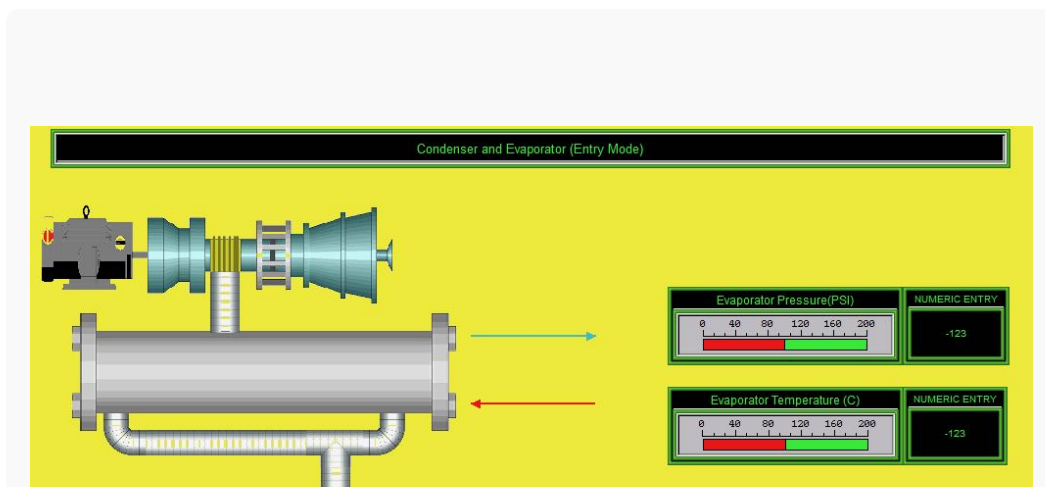 Condenser and Evaporator (Entry Mode)
Evaporator Pressure(PSI)
NUMERIC ENTRY
0 40 80 120 160 200
-123
Evaporator Temperature (C)
NUMERIC ENTRY
0 40 80 120 160 200
-123